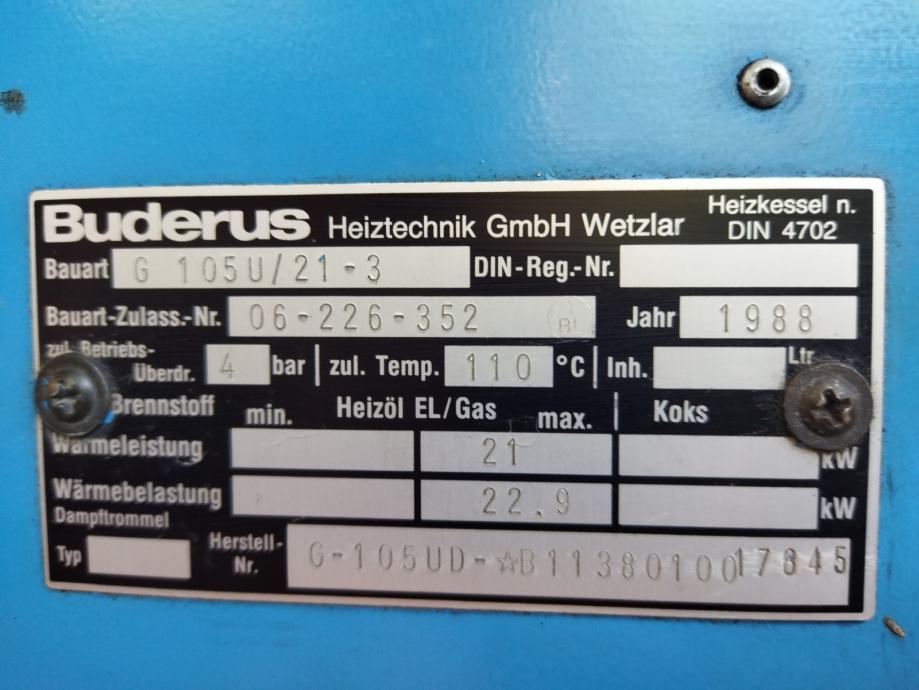 Buderus Heiztechnik GmbH Wetzlar Heizkessel n. DIN 4702
Bauart G 105U/21-3 DIN-Reg.-Nr.
Bauart-Zulass.-Nr. 06-226-352 BL Jahr 1988
zul. Betriebs-
Überdr. 4 bar zul. Temp. 110 °C Inh. Ltr
Brennstoff min. Heizöl EL/Gas max. Koks
Wärmeleistung 21 kW
Wärmebelastung 22.9 kW
Dampftrommel
Typ Herstell-
Nr. G-105UD-☆B1138010017845